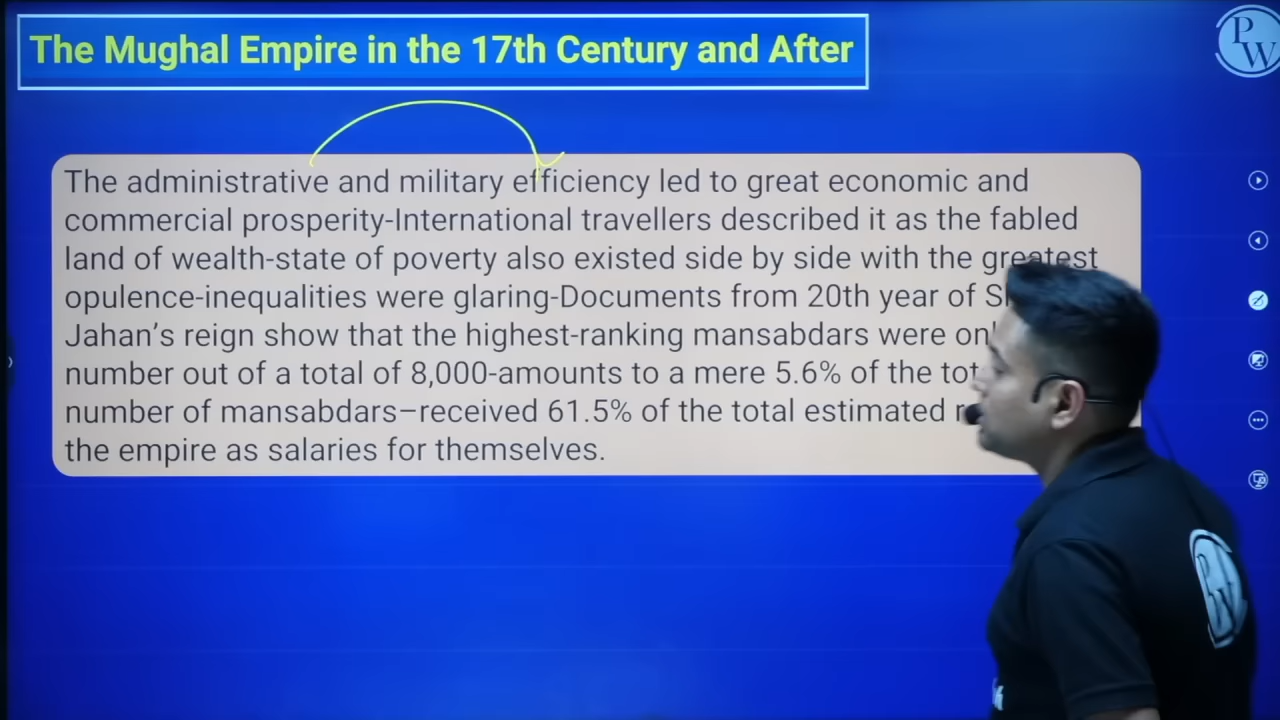 The Mughal Empire in the 17th Century and After
PW
The administrative and military efficiency led to great economic and
commercial prosperity-International travellers described it as the fabled
land of wealth-state of poverty also existed side by side with the greatest
opulence-inequalities were glaring-Documents from 20th year of
Jahan’s reign show that the highest-ranking mansabdars were
number out of a total of 8,000-amounts to a mere 5.6% of the
number of mansabdars–received 61.5% of the total estimated
the empire as salaries for themselves.
PW